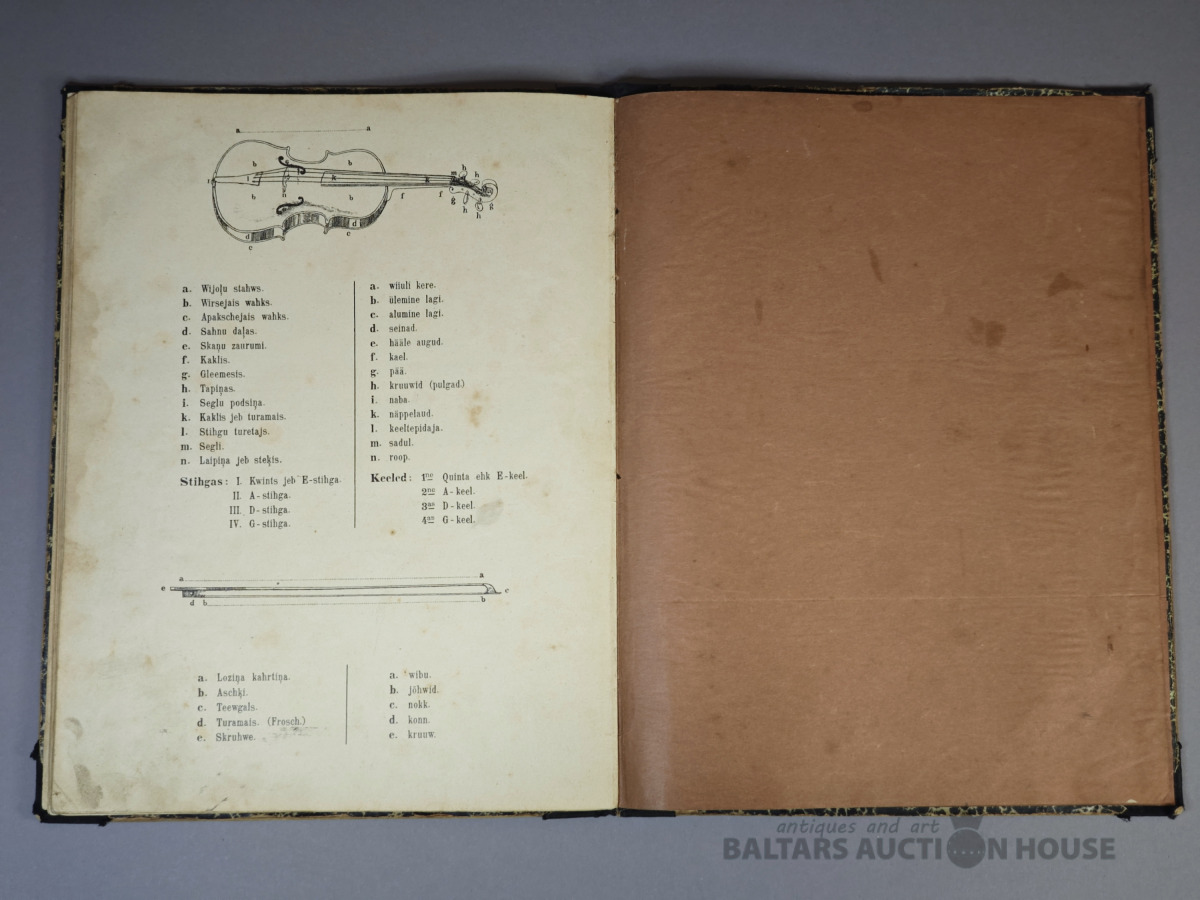 a. Wijoļu stahws.
b. Wirsejais wahks.
c. Apakschejais wahks.
d. Sahnu daļas.
e. Skaņu zaurumi.
f. Kaklis.
g. Gleemesis.
h. Tapiņas.
i. Seglu podsiņa.
k. Kaklis jeb turamais.
l. Stihgu turetajs.
m. Segli.
n. Laipiņa jeb steķis.
Stihgas: I. Kwints jeb E-stihga.
II. A-stihga.
III. D-stihga.
IV. G-stihga.
a. wiiuli kere.
b. ülemine lagi.
c. alumine lagi.
d. seinad.
e. hääle augud.
f. kael.
g. pää.
h. kruuwid (pulgad)
i. naba.
k. näppelaud.
l. keeltepidaja.
m. sadul.
n. roop.
Keeled: 1ne Quinta ehk E-keel.
2ne A-keel.
3as D-keel.
4as G-keel.
a. Loziņa kahrtiņa.
b. Aschķi.
c. Teewgals.
d. Turamais. (Frosch.)
e. Skruhwe.
a. wibu.
b. jõhwid.
c. nokk.
d. konn.
e. kruuw.
antiques and art
BALTARS AUCTION HOUSE